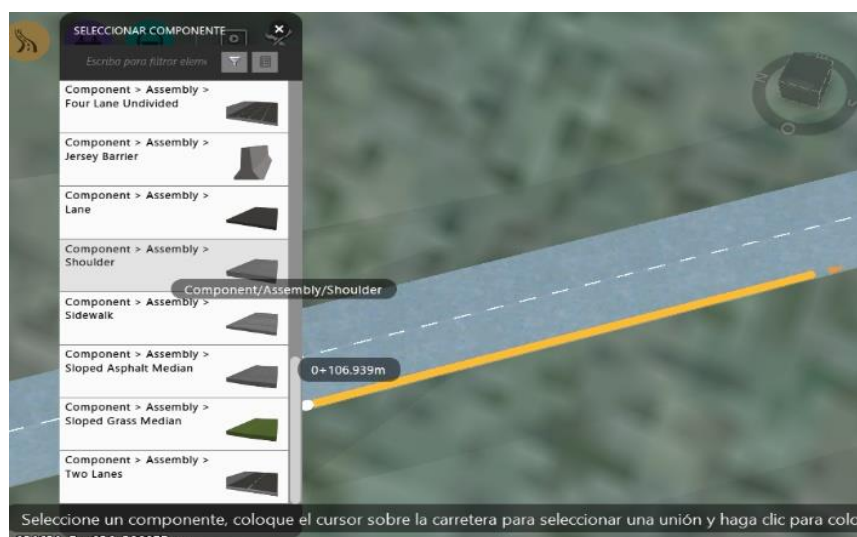 SELECCIONAR COMPONENTE
Escriba para filtrar eleme
Component > Assembly >
Four Lane Undivided
Component > Assembly >
Jersey Barrier
Component > Assembly >
Lane
Component > Assembly >
Shoulder
Component/Assembly/Shoulder
Component > Assembly >
Sidewalk
Component > Assembly >
Sloped Asphalt Median
0+106.939m
Component > Assembly >
Sloped Grass Median
Component > Assembly >
Two Lanes
Seleccione un componente, coloque el cursor sobre la carretera para seleccionar una unión y haga clic para colo